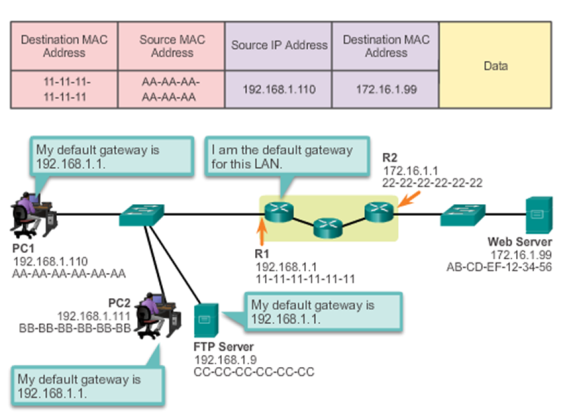 Destination MAC
Address
Source MAC
Address
Source IP Address
Destination MAC
Address
Data
11-11-11-
11-11-11
AA-AA-AA-
AA-AA-AA
192.168.1.110
172.16.1.99
My default gateway is
192.168.1.1.
I am the default gateway
for this LAN.
R2
172.16.1.1
22-22-22-22-22-22
PC1
192.168.1.110
AA-AA-AA-AA-AA-AA
R1
192.168.1.1
11-11-11-11-11-11
Web Server
172.16.1.99
AB-CD-EF-12-34-56
PC2
192.168.1.111
BB-BB-BB-BB-BB-BB
My default gateway is
192.168.1.1.
FTP Server
192.168.1.9
CC-CC-CC-CC-CC-CC
My default gateway is
192.168.1.1.